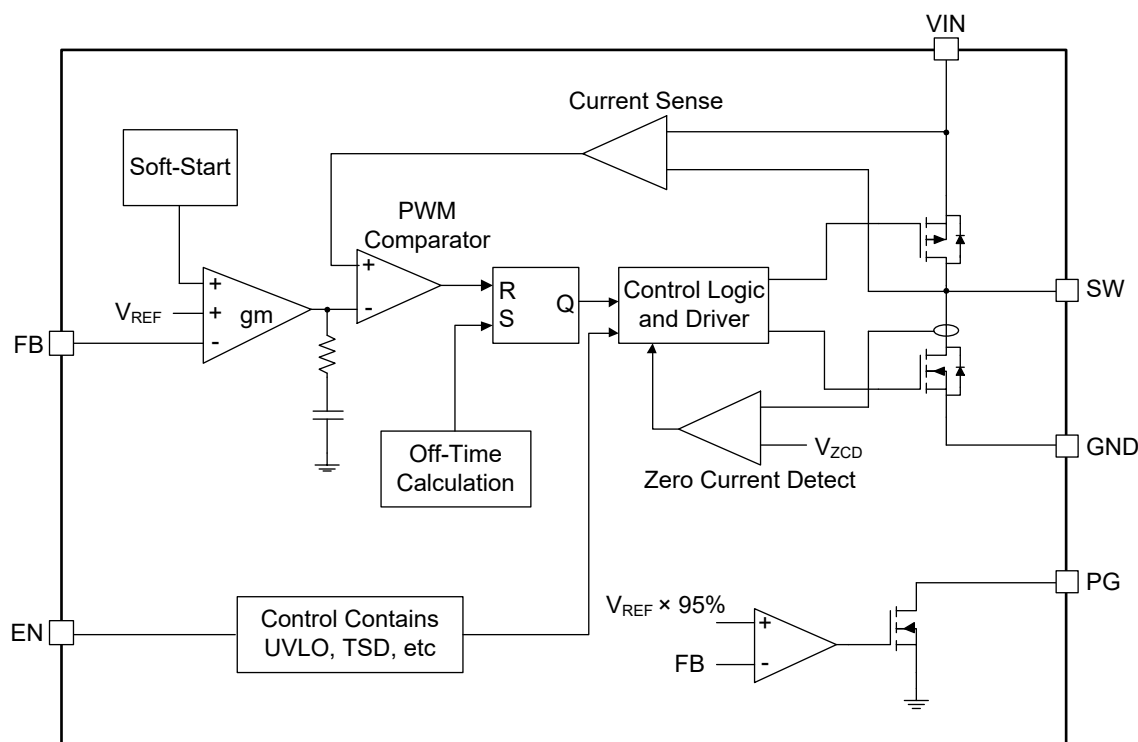 VIN
Current Sense
Soft-Start
PWM
Comparator
+
-
R
S
Q
Control Logic
and Driver
SW
+
VREF
+
gm
-
FB
Off-Time
Calculation
VZCD
Zero Current Detect
GND
PG
EN
Control Contains
UVLO, TSD, etc
VREF × 95%
+
FB
-